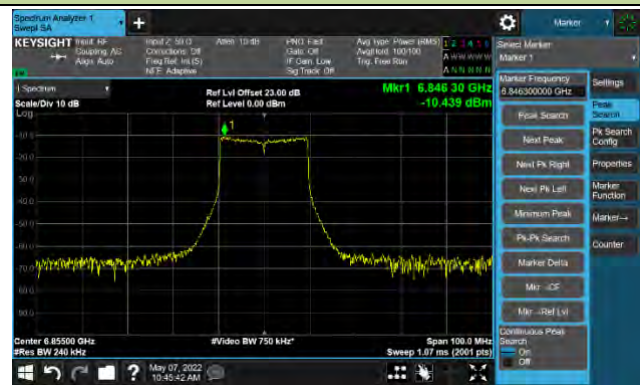 Spectrum Analyzer 1
Swept SA
Marker
KEYSIGHT
Input: RF
Coupling: AC
Align: Auto
Input Z: 50 Ω
Corrections: Off
Freq Ref: Int (S)
NFE: Adaptive
Atten: 10 dB
PNO: Fast
Gate: Off
IF Gain: Low
Sig Track: Off
Avg Type: Power (RMS)
Avg|Hold: 100/100
Trig: Free Run
1 2 3 4 5 6
A W W W W W
A N N N N N
Select Marker
Marker 1
1 Spectrum
Scale/Div 10 dB
Log
Ref Lvl Offset 23.00 dB
Ref Level 0.00 dBm
Mkr1 6.846 30 GHz
-10.439 dBm
1
-10.0
-20.0
-30.0
-40.0
-50.0
-60.0
-70.0
-80.0
-90.0
Center 6.85500 GHz
#Res BW 240 kHz
#Video BW 750 kHz*
Span 100.0 MHz
Sweep 1.07 ms (2001 pts)
Marker Frequency
6.846300000 GHz
Peak Search
Next Peak
Next Pk Right
Next Pk Left
Minimum Peak
Pk-Pk Search
Marker Delta
Mkr→CF
Mkr→Ref Lvl
Continuous Peak
Search
On
Off
Settings
Peak
Search
Pk Search
Config
Properties
Marker
Function
Marker→
Counter
?
May 07, 2022
10:45:42 AM